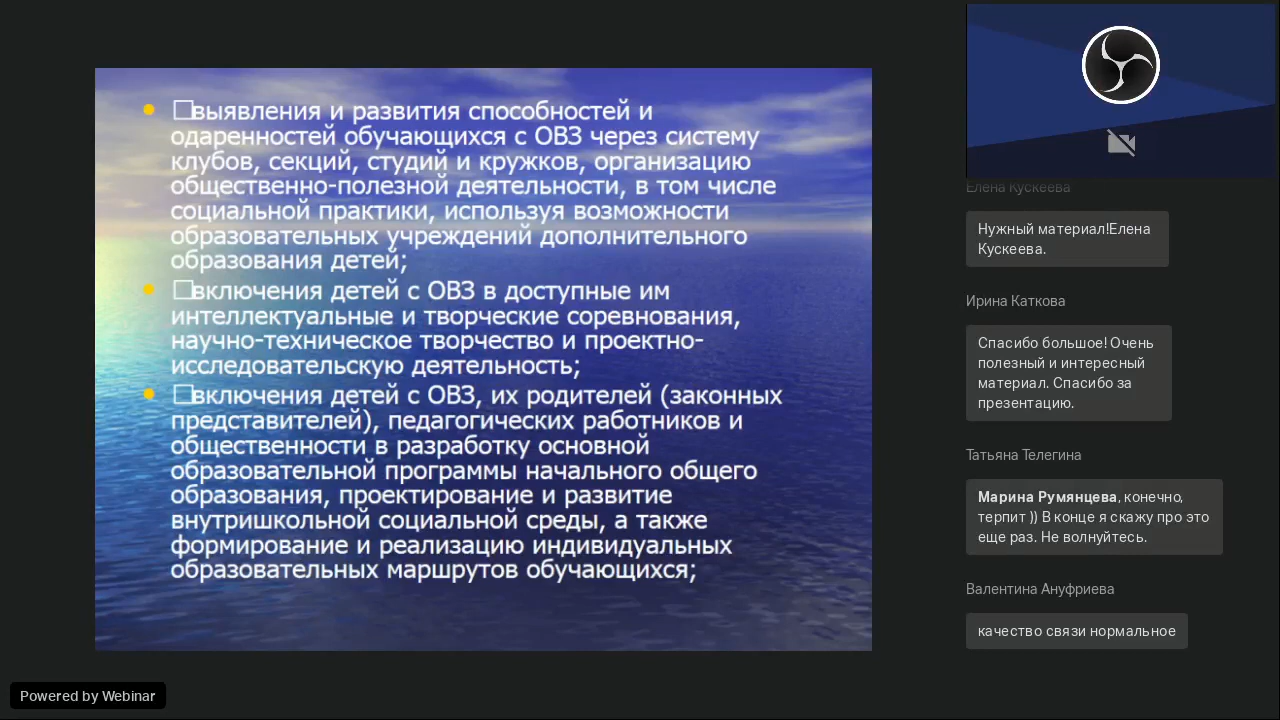 выявления и развития способностей и
одаренностей обучающихся с ОВЗ через систему
клубов, секций, студий и кружков, организацию
общественно-полезной деятельности, в том числе
социальной практики, используя возможности
образовательных учреждений дополнительного
образования детей;
включения детей с ОВЗ в доступные им
интеллектуальные и творческие соревнования,
научно-техническое творчество и проектно-
исследовательскую деятельность;
включения детей с ОВЗ, их родителей (законных
представителей), педагогических работников и
общественности в разработку основной
образовательной программы начального общего
образования, проектирование и развитие
внутришкольной социальной среды, а также
формирование и реализацию индивидуальных
образовательных маршрутов обучающихся;
Елена Кускеева
Нужный материал!Елена
Кускеева.
Ирина Каткова
Спасибо большое! Очень
полезный и интересный
материал. Спасибо за
презентацию.
Татьяна Телегина
Марина Румянцева, конечно,
терпит )) В конце я скажу про это
еще раз. Не волнуйтесь.
Валентина Ануфриева
качество связи нормальное
Powered by Webinar